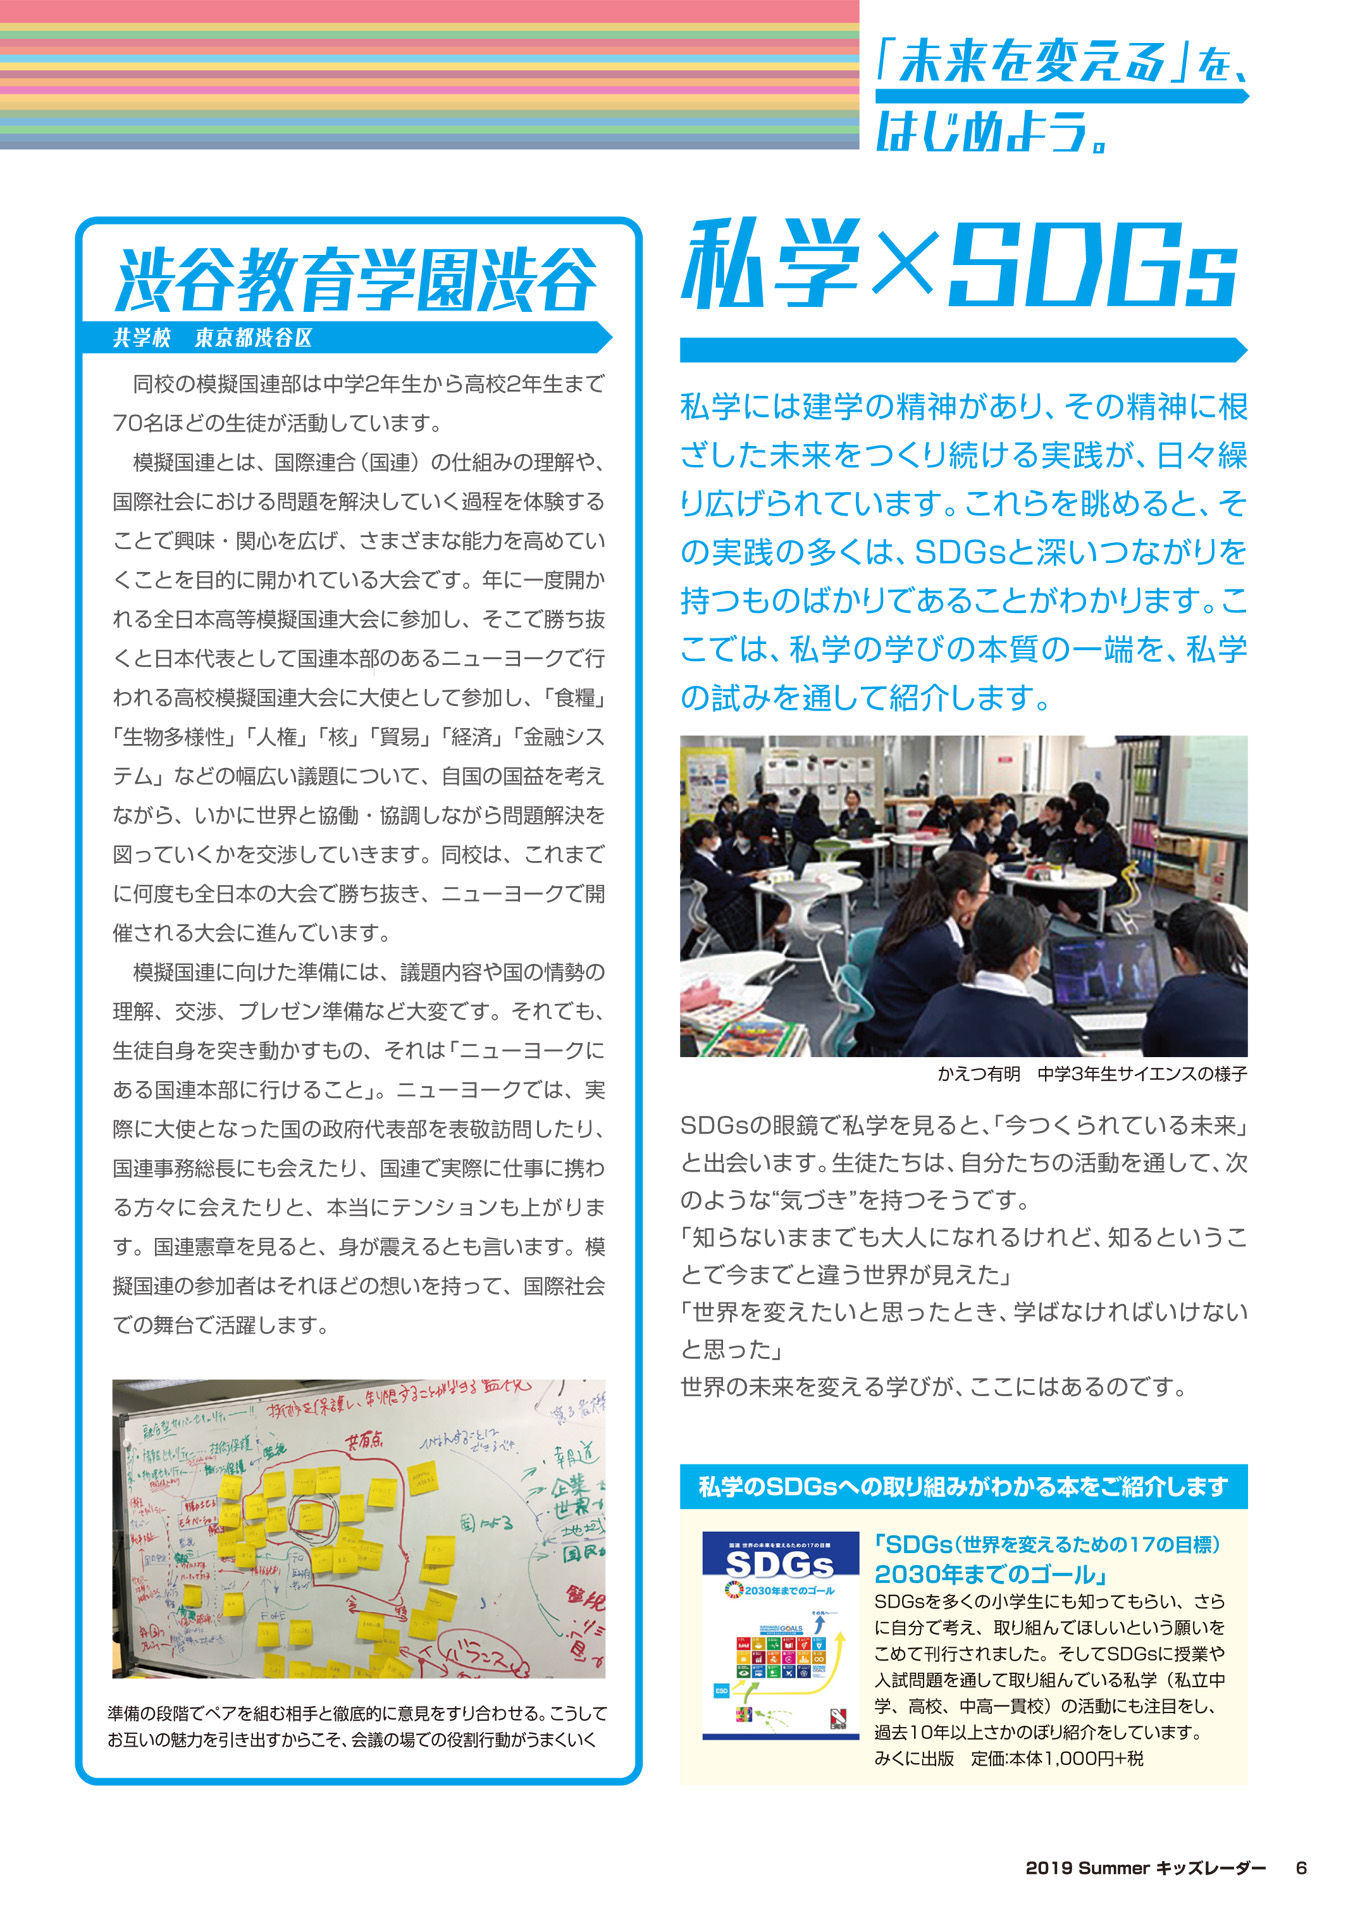 「未来を変える」を、
はじめよう。
渋谷教育学園渋谷
共学校　東京都渋谷区
同校の模擬国連部は中学2年生から高校2年生まで
70名ほどの生徒が活動しています。
模擬国連とは、国際連合（国連）の仕組みの理解や、
国際社会における問題を解決していく過程を体験する
ことで興味・関心を広げ、さまざまな能力を高めてい
くことを目的に開かれている大会です。年に一度開か
れる全日本高等模擬国連大会に参加し、そこで勝ち抜
くと日本代表として国連本部のあるニューヨークで行
われる高校模擬国連大会に大使として参加し、「食糧」
「生物多様性」「人権」「核」「貿易」「経済」「金融シス
テム」などの幅広い議題について、自国の国益を考え
ながら、いかに世界と協働・協調しながら問題解決を
図っていくかを交渉していきます。同校は、これまで
に何度も全日本の大会で勝ち抜き、ニューヨークで開
催される大会に進んでいます。
模擬国連に向けた準備には、議題内容や国の情勢の
理解、交渉、プレゼン準備など大変です。それでも、
生徒自身を突き動かすもの、それは「ニューヨークに
ある国連本部に行けること」。ニューヨークでは、実
際に大使となった国の政府代表部を表敬訪問したり、
国連事務総長にも会えたり、国連で実際に仕事に携わ
る方々に会えたりと、本当にテンションも上がりま
す。国連憲章を見ると、身が震えるとも言います。模
擬国連の参加者はそれほどの想いを持って、国際社会
での舞台で活躍します。
共有点
報道
企業
世界
地域
国民
監視
バランス
準備の段階でペアを組む相手と徹底的に意見をすり合わせる。こうして
お互いの魅力を引き出すからこそ、会議の場での役割行動がうまくいく
私学×SDGs
私学には建学の精神があり、その精神に根
ざした未来をつくり続ける実践が、日々繰
り広げられています。これらを眺めると、そ
の実践の多くは、SDGsと深いつながりを
持つものばかりであることがわかります。こ
こでは、私学の学びの本質の一端を、私学
の試みを通して紹介します。
かえつ有明　中学3年生サイエンスの様子
SDGsの眼鏡で私学を見ると、「今つくられている未来」
と出会います。生徒たちは、自分たちの活動を通して、次
のような“気づき”を持つそうです。
「知らないままでも大人になれるけれど、知るというこ
とで今までと違う世界が見えた」
「世界を変えたいと思ったとき、学ばなければいけない
と思った」
世界の未来を変える学びが、ここにはあるのです。
私学のSDGsへの取り組みがわかる本をご紹介します
国連 世界の未来を変えるための17の目標
SDGs
2030年までのゴール
ESD
「SDGs（世界を変えるための17の目標）
2030年までのゴール」
SDGsを多くの小学生にも知ってもらい、さら
に自分で考え、取り組んでほしいという願いを
こめて刊行されました。そしてSDGsに授業や
入試問題を通して取り組んでいる私学（私立中
学、高校、中高一貫校）の活動にも注目をし、
過去10年以上さかのぼり紹介をしています。
みくに出版　定価:本体1,000円+税
2019 Summer キッズレーダー　6